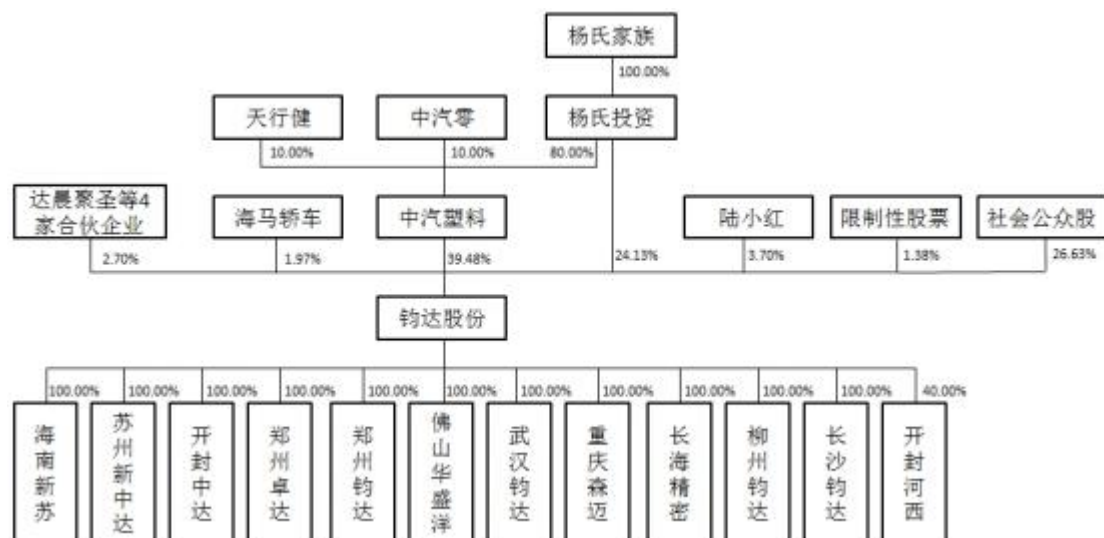 杨氏家族
100.00%
天行健
中汽零
杨氏投资
10.00%
10.00%
80.00%
达晨聚圣等4
家合伙企业
海马轿车
中汽塑料
陆小红
限制性股票
社会公众股
2.70%
1.97%
39.48%
24.13%
3.70%
1.38%
26.63%
钧达股份
100.00%
100.00%
100.00%
100.00%
100.00%
100.00%
100.00%
100.00%
100.00%
100.00%
100.00%
40.00%
海南新苏
苏州新中达
开封中达
郑州卓达
郑州钧达
佛山华盛洋
武汉钧达
重庆森迈
长海精密
柳州钧达
长沙钧达
开封河西